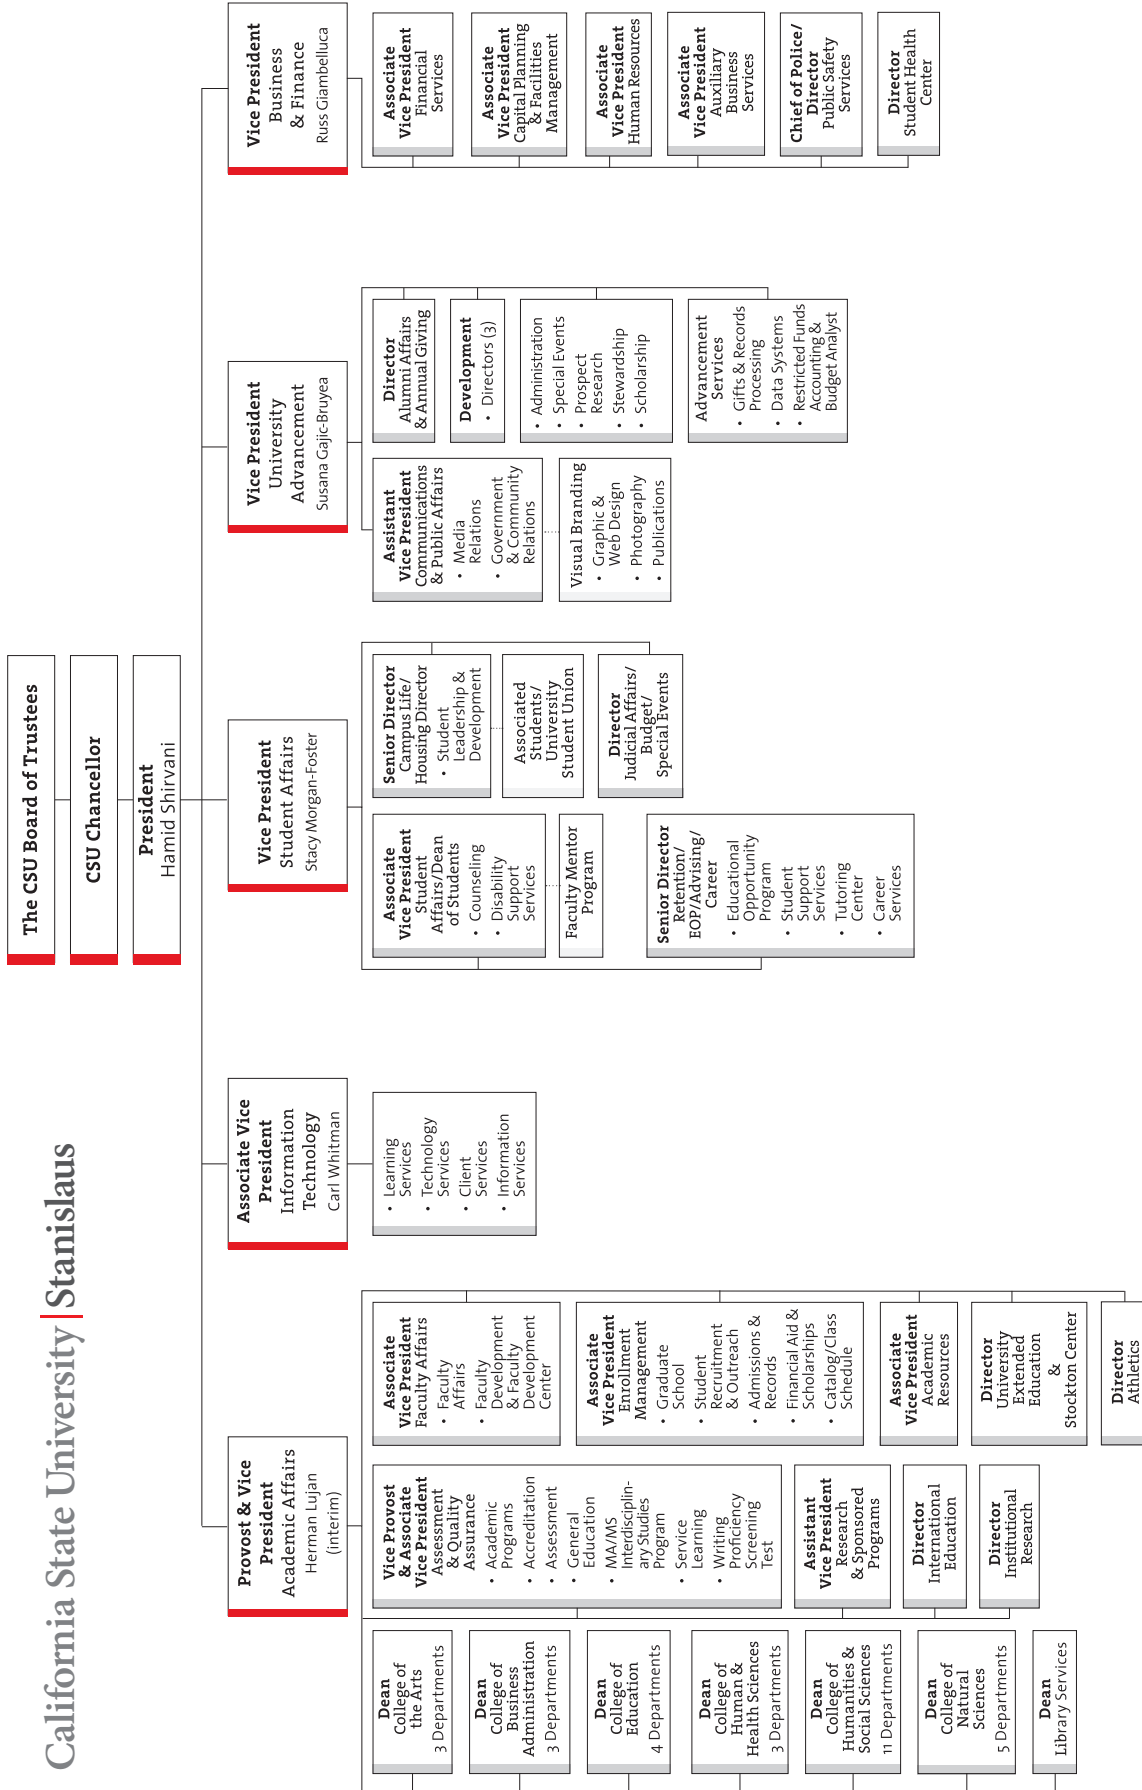 California State University | Stanislaus
The CSU Board of Trustees
CSU Chancellor
President
Hamid Shirvani
Provost & Vice
President
Academic Affairs
Herman Lujan
(interim)
Associate Vice
President
Information
Technology
Carl Whitman
Vice President
Student Affairs
Stacy Morgan-Foster
Vice President
University
Advancement
Susana Gajic-Bruyea
Vice President
Business
& Finance
Russ Giambelluca
Dean
College of
the Arts
3 Departments
Dean
College of
Business
Administration
3 Departments
Dean
College of
Education
4 Departments
Dean
College of
Human &
Health Sciences
3 Departments
Dean
College of
Humanities &
Social Sciences
11 Departments
Dean
College of
Natural
Sciences
5 Departments
Dean
Library Services
Vice Provost
& Associate
Vice President
Assessment
& Quality
Assurance
• Academic
Programs
• Accreditation
• Assessment
• General
Education
• MA/MS
Interdisciplin-
ary Studies
Program
• Service
Learning
• Writing
Proficiency
Screening
Test
Assistant
Vice President
Research
& Sponsored
Programs
Director
International
Education
Director
Institutional
Research
Associate
Vice President
Faculty Affairs
• Faculty
Affairs
• Faculty
Development
& Faculty
Development
Center
Associate
Vice President
Enrollment
Management
• Graduate
School
• Student
Recruitment
& Outreach
• Admissions &
Records
• Financial Aid &
Scholarships
• Catalog/Class
Schedule
Associate
Vice President
Academic
Resources
Director
University
Extended
Education
&
Stockton Center
Director
Athletics
• Learning
Services
• Technology
Services
• Client
Services
• Information
Services
Associate
Vice President
Student
Affairs/Dean
of Students
• Counseling
• Disability
Support
Services
Faculty Mentor
Program
Senior Director
Retention/
EOP/Advising/
Career
• Educational
Opportunity
Program
• Student
Support
Services
• Tutoring
Center
• Career
Services
Senior Director
Campus Life/
Housing Director
• Student
Leadership &
Development
Associated
Students/
University
Student Union
Director
Judicial Affairs/
Budget/
Special Events
Assistant
Vice President
Communications
& Public Affairs
• Media
Relations
• Government
& Community
Relations
Visual Branding
• Graphic &
Web Design
• Photography
• Publications
Director
Alumni Affairs
& Annual Giving
Development
• Directors (3)
• Administration
• Special Events
• Prospect
Research
• Stewardship
• Scholarship
Advancement
Services
• Gifts & Records
Processing
• Data Systems
• Restricted Funds
Accounting &
Budget Analyst
Associate
Vice President
Financial
Services
Associate
Vice President
Capital Planning
& Facilities
Management
Associate
Vice President
Human Resources
Associate
Vice President
Auxiliary
Business
Services
Chief of Police/
Director
Public Safety
Services
Director
Student Health
Center